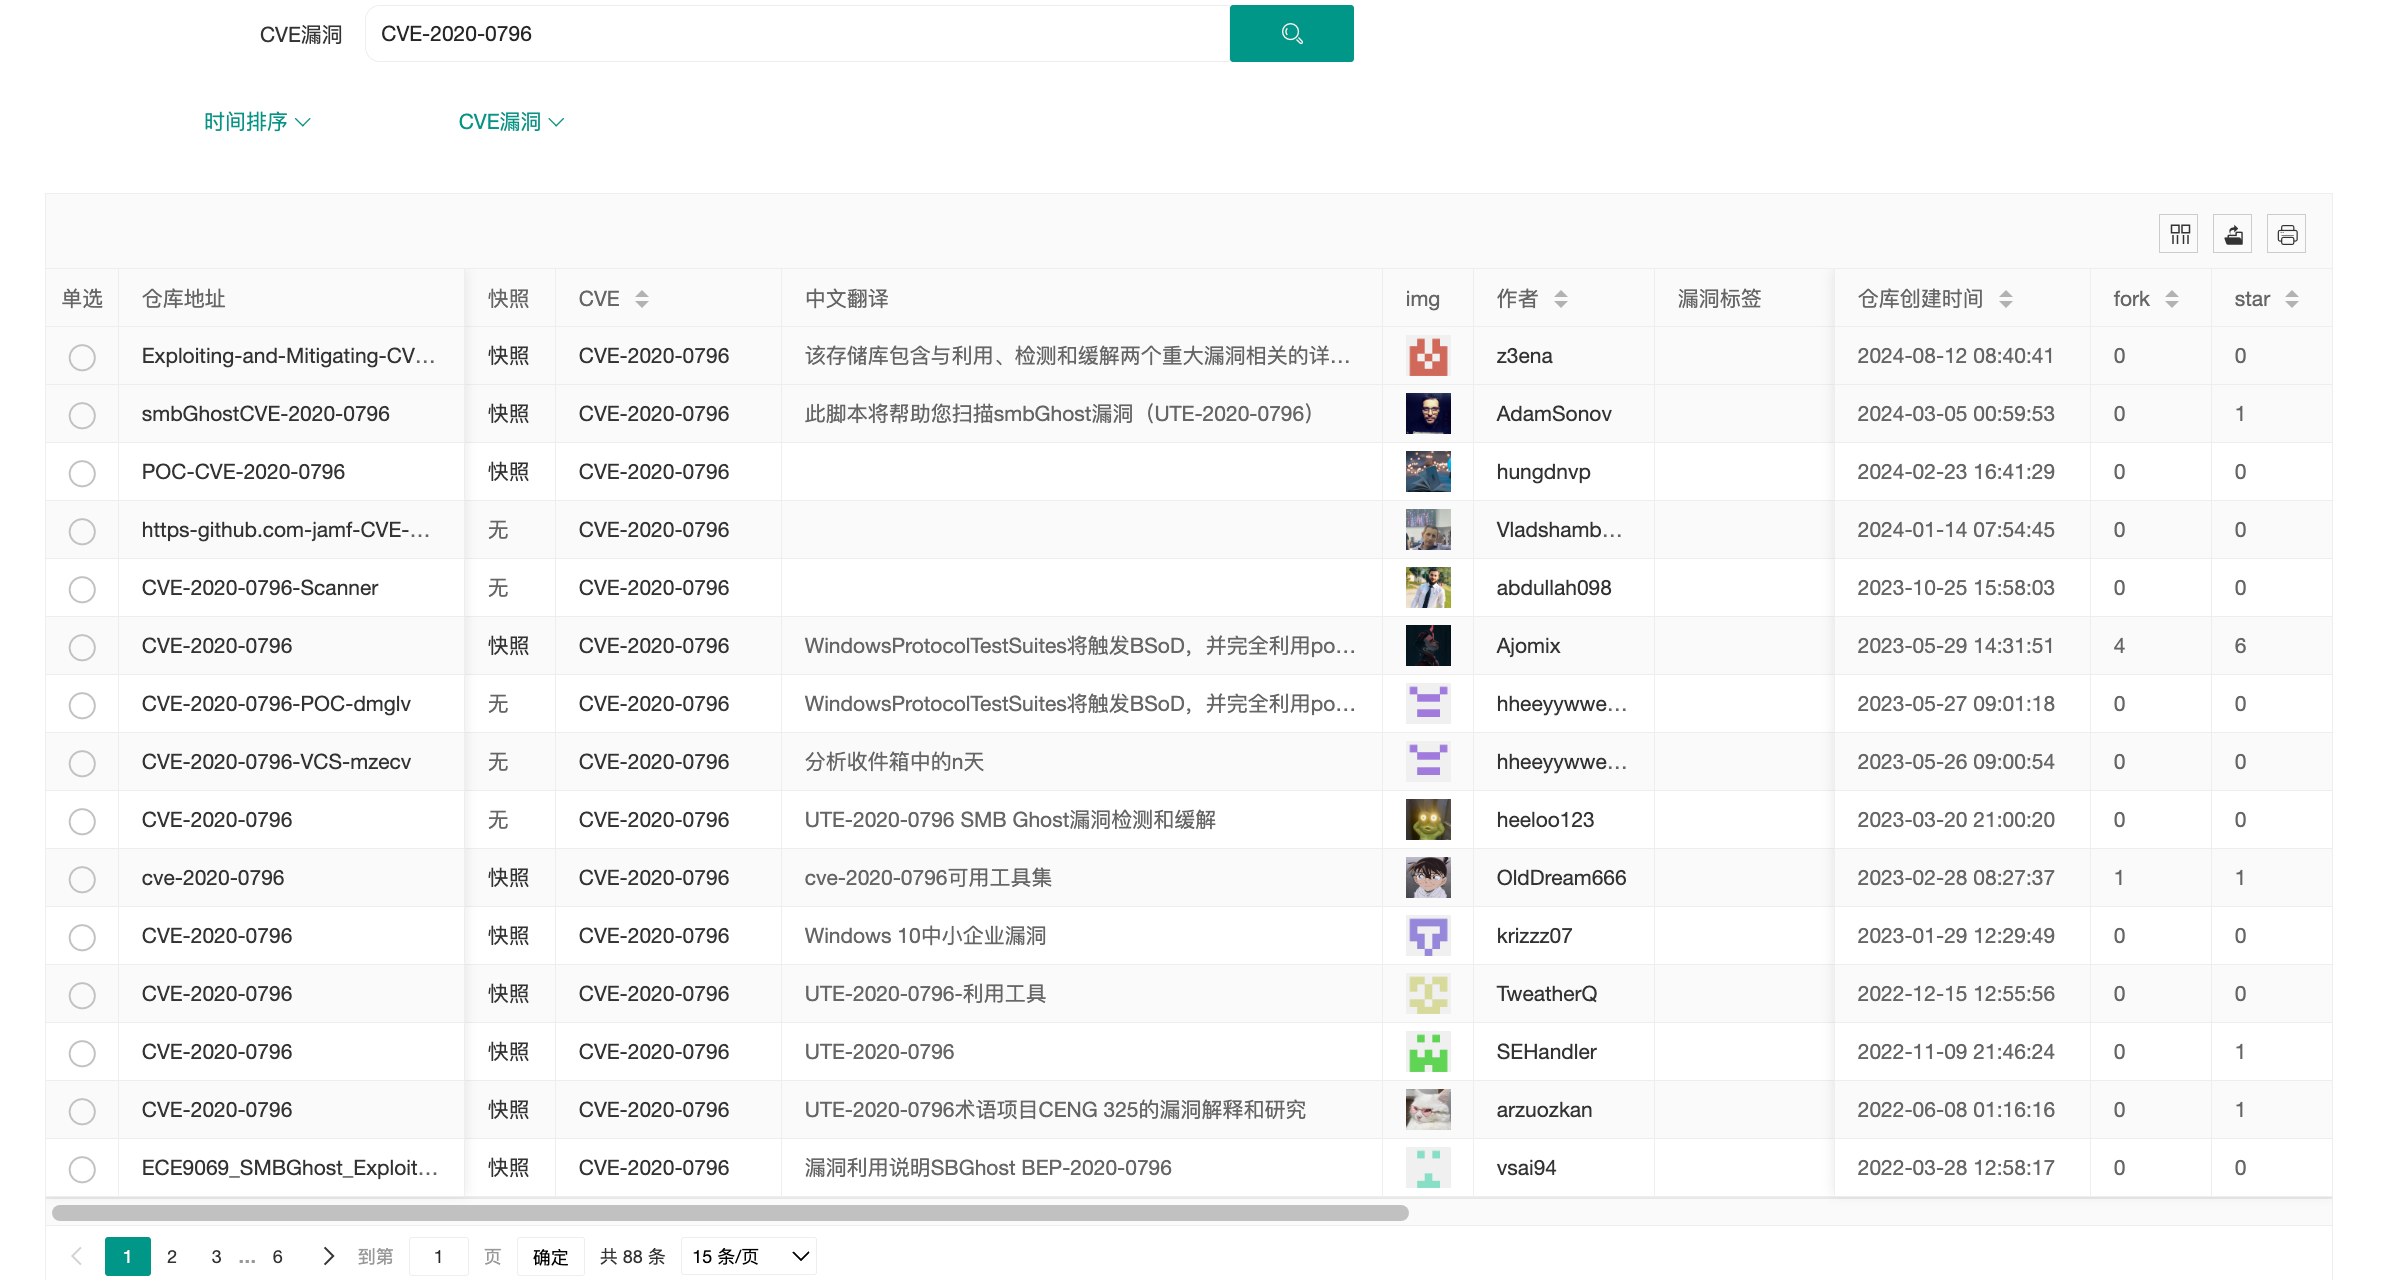 CVE漏洞 CVE-2020-0796
时间排序 CVE漏洞
单选 仓库地址 快照 CVE 中文翻译 img 作者 漏洞标签 仓库创建时间 fork star
Exploiting-and-Mitigating-CV... 快照 CVE-2020-0796 该存储库包含与利用、检测和缓解两个重大漏洞相关的详... z3ena 2024-08-12 08:40:41 0 0
smbGhostCVE-2020-0796 快照 CVE-2020-0796 此脚本将帮助您扫描smbGhost漏洞（UTE-2020-0796） AdamSonov 2024-03-05 00:59:53 0 1
POC-CVE-2020-0796 快照 CVE-2020-0796 hungdnvp 2024-02-23 16:41:29 0 0
https-github.com-jamf-CVE-... 无 CVE-2020-0796 Vladshamb... 2024-01-14 07:54:45 0 0
CVE-2020-0796-Scanner 无 CVE-2020-0796 abdullah098 2023-10-25 15:58:03 0 0
CVE-2020-0796 快照 CVE-2020-0796 WindowsProtocolTestSuites将触发BSoD，并完全利用po... Ajomix 2023-05-29 14:31:51 4 6
CVE-2020-0796-POC-dmglv 无 CVE-2020-0796 WindowsProtocolTestSuites将触发BSoD，并完全利用po... hheeyywwe... 2023-05-27 09:01:18 0 0
CVE-2020-0796-VCS-mzecv 无 CVE-2020-0796 分析收件箱中的n天 hheeyywwe... 2023-05-26 09:00:54 0 0
CVE-2020-0796 无 CVE-2020-0796 UTE-2020-0796 SMB Ghost漏洞检测和缓解 heeloo123 2023-03-20 21:00:20 0 0
cve-2020-0796 快照 CVE-2020-0796 cve-2020-0796可用工具集 OldDream666 2023-02-28 08:27:37 1 1
CVE-2020-0796 快照 CVE-2020-0796 Windows 10中小企业漏洞 krizzz07 2023-01-29 12:29:49 0 0
CVE-2020-0796 快照 CVE-2020-0796 UTE-2020-0796-利用工具 TweatherQ 2022-12-15 12:55:56 0 0
CVE-2020-0796 快照 CVE-2020-0796 UTE-2020-0796 SEHandler 2022-11-09 21:46:24 0 1
CVE-2020-0796 快照 CVE-2020-0796 UTE-2020-0796术语项目CENG 325的漏洞解释和研究 arzuozkan 2022-06-08 01:16:16 0 1
ECE9069_SMBGhost_Exploit... 快照 CVE-2020-0796 漏洞利用说明SBGhost BEP-2020-0796 vsai94 2022-03-28 12:58:17 0 0
1 2 3 ... 6 到第 1 页 确定 共 88 条 15 条/页